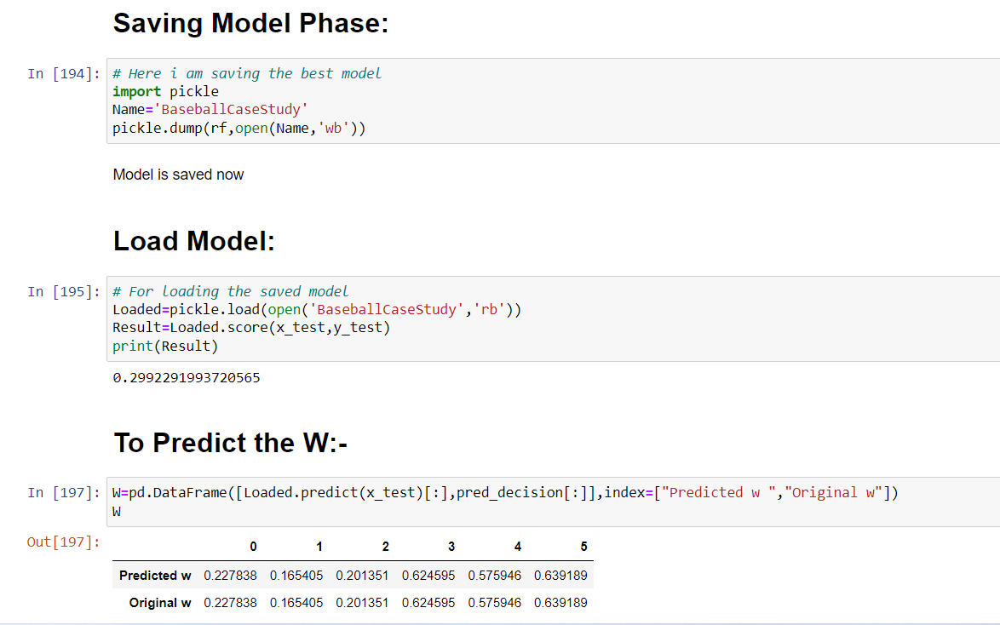 Saving Model Phase:
In [194]: # Here i am saving the best model
import pickle
Name='BaseballCaseStudy'
pickle.dump(rf,open(Name,'wb'))
Model is saved now
Load Model:
In [195]: # For loading the saved model
Loaded=pickle.load(open('BaseballCaseStudy','rb'))
Result=Loaded.score(x_test,y_test)
print(Result)
0.2992291993720565
To Predict the W:-
In [197]: W=pd.DataFrame([Loaded.predict(x_test)[:],pred_decision[:]],index=["Predicted w ","Original w"])
W
Out[197]:
0 1 2 3 4 5
Predicted w 0.227838 0.165405 0.201351 0.624595 0.575946 0.639189
Original w 0.227838 0.165405 0.201351 0.624595 0.575946 0.639189